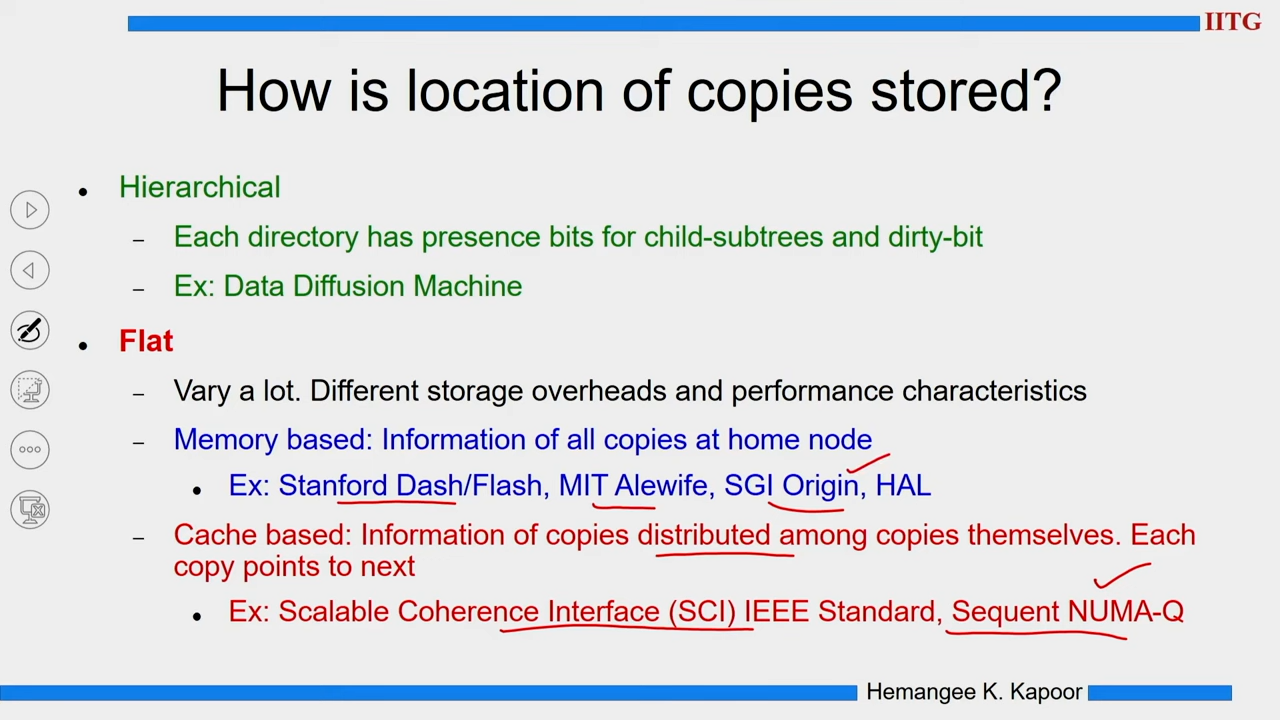 IITG
How is location of copies stored?
• Hierarchical
– Each directory has presence bits for child-subtrees and dirty-bit
– Ex: Data Diffusion Machine
• Flat
– Vary a lot. Different storage overheads and performance characteristics
– Memory based: Information of all copies at home node
• Ex: Stanford Dash/Flash, MIT Alewife, SGI Origin, HAL
– Cache based: Information of copies distributed among copies themselves. Each
copy points to next
• Ex: Scalable Coherence Interface (SCI) IEEE Standard, Sequent NUMA-Q
Hemangee K. Kapoor